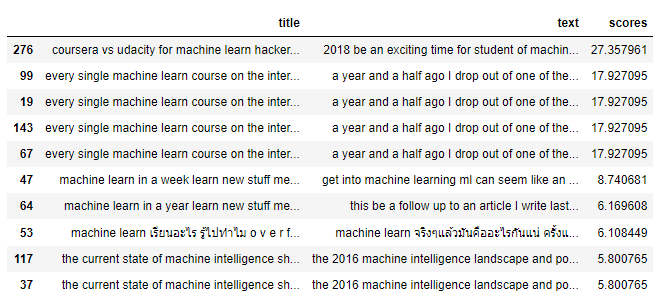 title text scores
276 coursera vs udacity for machine learn hacker... 2018 be an exciting time for student of machin... 27.357961
99 every single machine learn course on the inter... a year and a half ago I drop out of one of the... 17.927095
19 every single machine learn course on the inter... a year and a half ago I drop out of one of the... 17.927095
143 every single machine learn course on the inter... a year and a half ago I drop out of one of the... 17.927095
67 every single machine learn course on the inter... a year and a half ago I drop out of one of the... 17.927095
47 machine learn in a week learn new stuff me... get into machine learning ml can seem like an ... 8.740681
64 machine learn in a year learn new stuff me... this be a follow up to an article I write last... 6.169608
53 machine learn เรียนอะไร รู้ไปทําไม o v e r f... machine learn จริงๆแล้วมันคืออะไรกันแน่ ครั้งแ... 6.108449
117 the current state of machine intelligence sh... the 2016 machine intelligence landscape and po... 5.800765
37 the current state of machine intelligence sh... the 2016 machine intelligence landscape and po... 5.800765